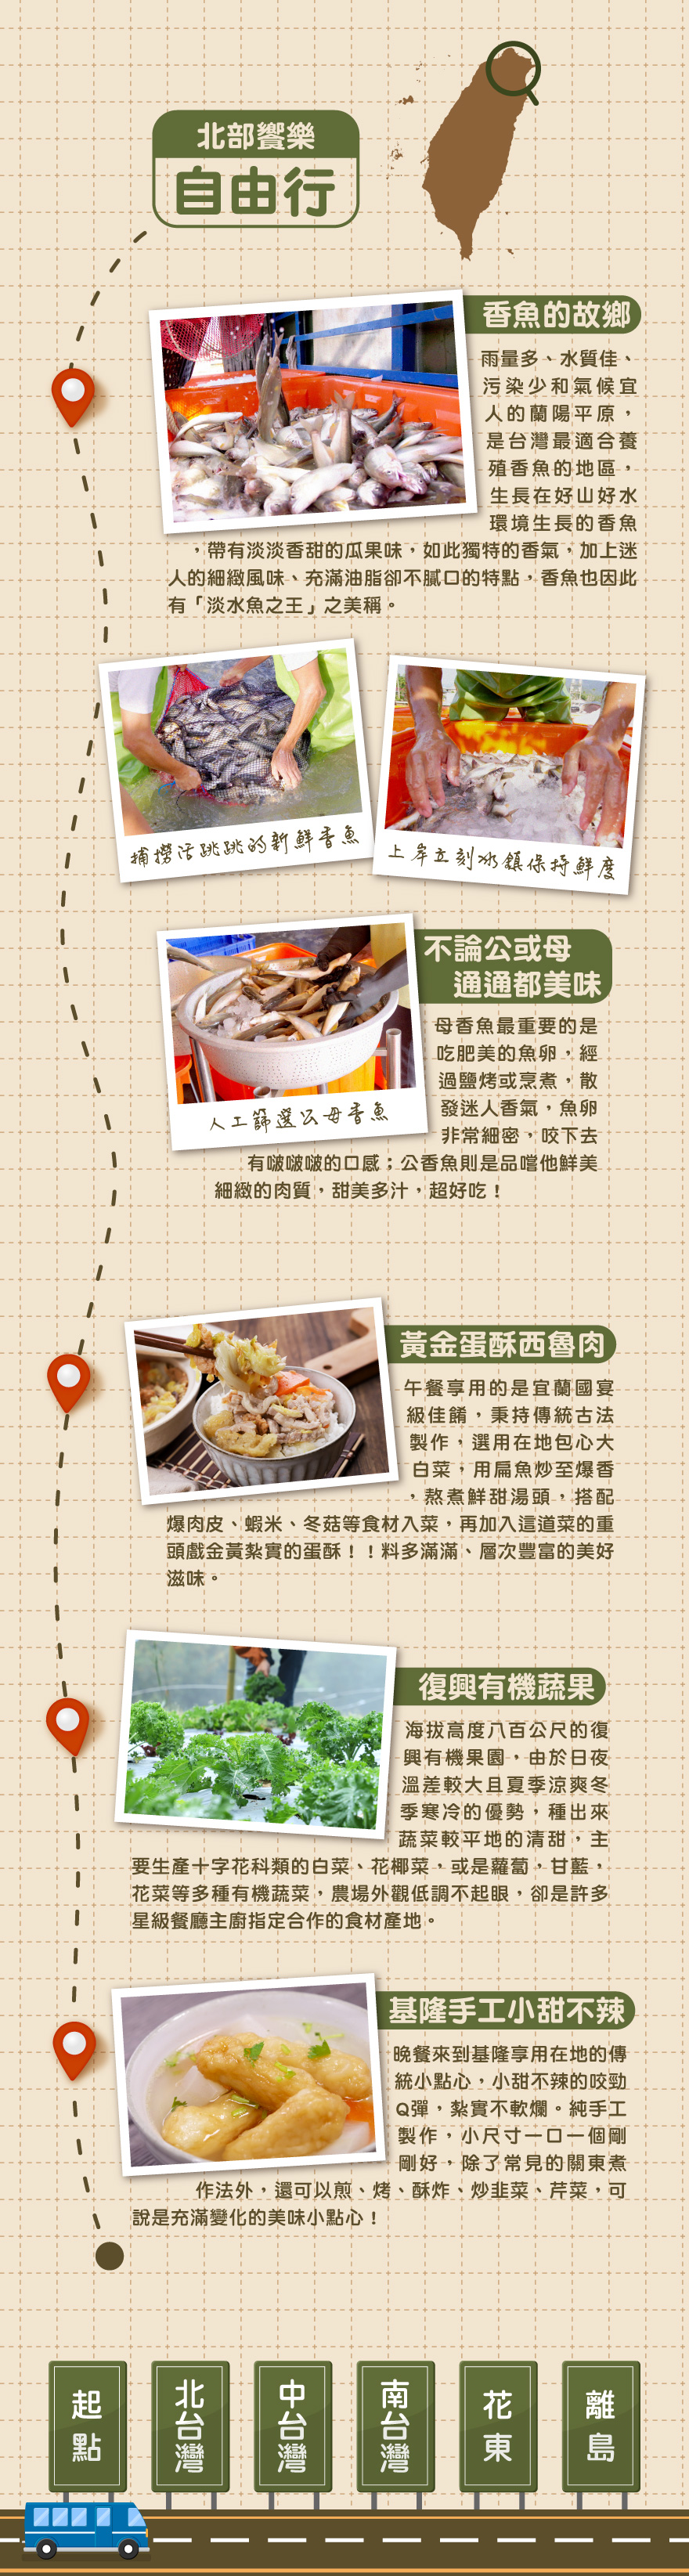 北部饗樂
自由行
香魚的故鄉
雨量多、水質佳、
污染少和氣候宜
人的蘭陽平原，
是台灣最適合養
殖香魚的地區，
生長在好山好水
環境生長的香魚
，帶有淡淡香甜的瓜果味，如此獨特的香氣，加上迷
人的細緻風味、充滿油脂卻不膩口的特點，香魚也因此
有「淡水魚之王」之美稱。
捕撈活跳跳的新鮮香魚
上岸立刻冰鎮保持鮮度
不論公或母
通通都美味
母香魚最重要的是
吃肥美的魚卵，經
過鹽烤或烹煮，散
發迷人香氣，魚卵
非常細密，咬下去
有啵啵啵的口感；公香魚則是品嚐他鮮美
細緻的肉質，甜美多汁，超好吃！
人工篩選公母香魚
黃金蛋酥西魯肉
午餐享用的是宜蘭國宴
級佳餚，秉持傳統古法
製作，選用在地包心大
白菜，用扁魚炒至爆香
，熬煮鮮甜湯頭，搭配
爆肉皮、蝦米、冬菇等食材入菜，再加入這道菜的重
頭戲金黃紮實的蛋酥！！料多滿滿、層次豐富的美好
滋味。
復興有機蔬果
海拔高度八百公尺的復
興有機果園，由於日夜
溫差較大且夏季涼爽冬
季寒冷的優勢，種出來
蔬菜較平地的清甜，主
要生產十字花科類的白菜、花椰菜，或是蘿蔔，甘藍，
花菜等多種有機蔬菜，農場外觀低調不起眼，卻是許多
星級餐廳主廚指定合作的食材產地。
基隆手工小甜不辣
晚餐來到基隆享用在地的傳
統小點心，小甜不辣的咬勁
Q彈，紮實不軟爛。純手工
製作，小尺寸一口一個剛
剛好，除了常見的關東煮
作法外，還可以煎、烤、酥炸、炒韭菜、芹菜，可
說是充滿變化的美味小點心！
起點
北台灣
中台灣
南台灣
花東
離島